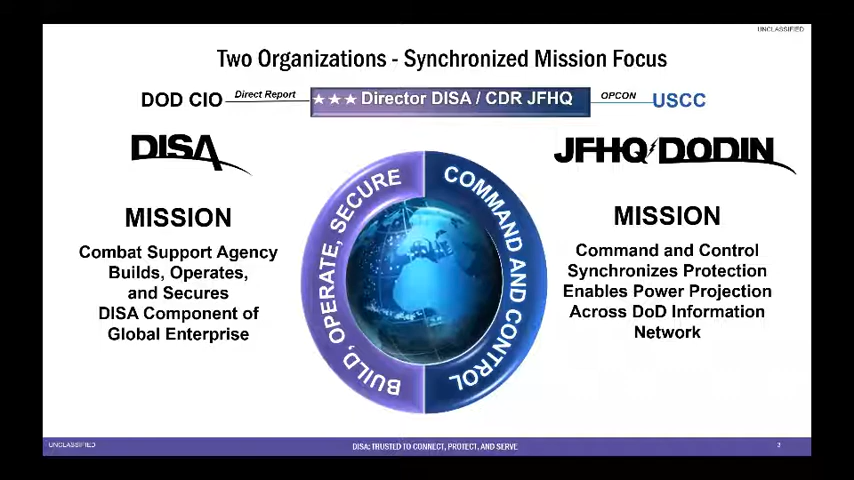 UNCLASSIFIED
Two Organizations - Synchronized Mission Focus
DOD CIO
Direct Report
Director DISA / CDR JFHQ
OPCON
USCC
DISA
MISSION
Combat Support Agency
Builds, Operates,
and Secures
DISA Component of
Global Enterprise
BUILD, OPERATE, SECURE
COMMAND AND CONTROL
JFHQ DODIN
MISSION
Command and Control
Synchronizes Protection
Enables Power Projection
Across DoD Information
Network
UNCLASSIFIED
DISA: TRUSTED TO CONNECT, PROTECT, AND SERVE
2